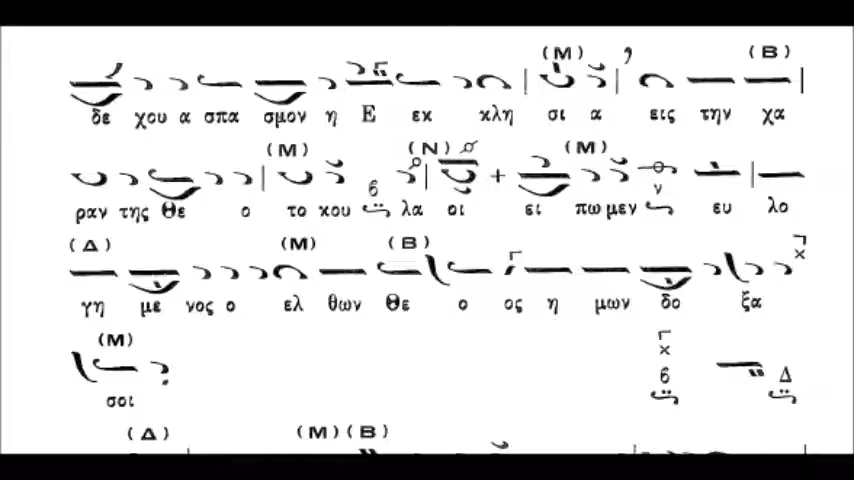 (Μ) (Β)
δε χου α σπα σμον η Ε εκ κλη σι α εις την χα
(Μ) (Ν) (Μ)
ραν της Θε ο το κου λα οι ει πω μεν ευ λο
(Δ) (Μ) (Β)
γη με νος ο ελ θων Θε ο ος η μων δο ξα
(Μ)
σοι Δ
(Δ) (Μ) (Β)